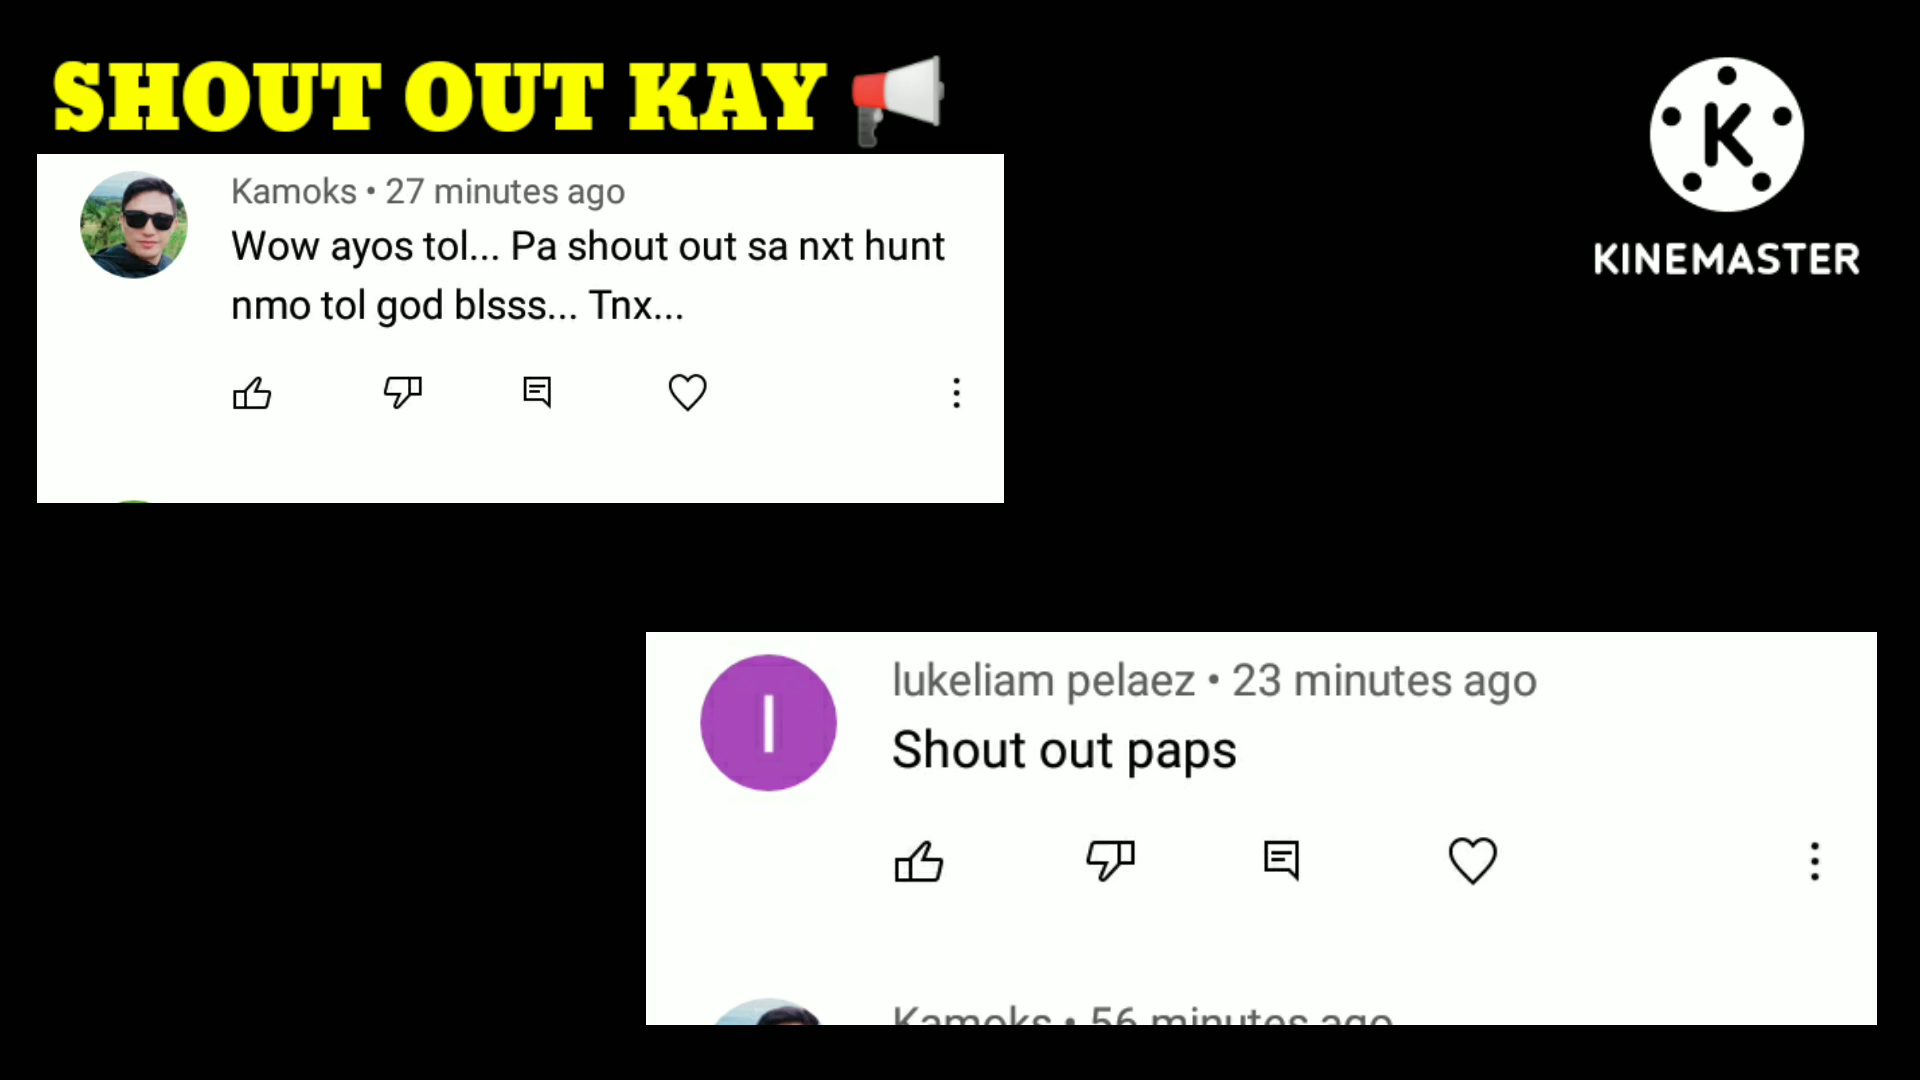 SHOUT OUT KAY
Kamoks • 27 minutes ago
Wow ayos tol... Pa shout out sa nxt hunt
nmo tol god blsss... Tnx...
K
KINEMASTER
l
lukeliam pelaez • 23 minutes ago
Shout out paps
Kamoks • 56 minutes ago